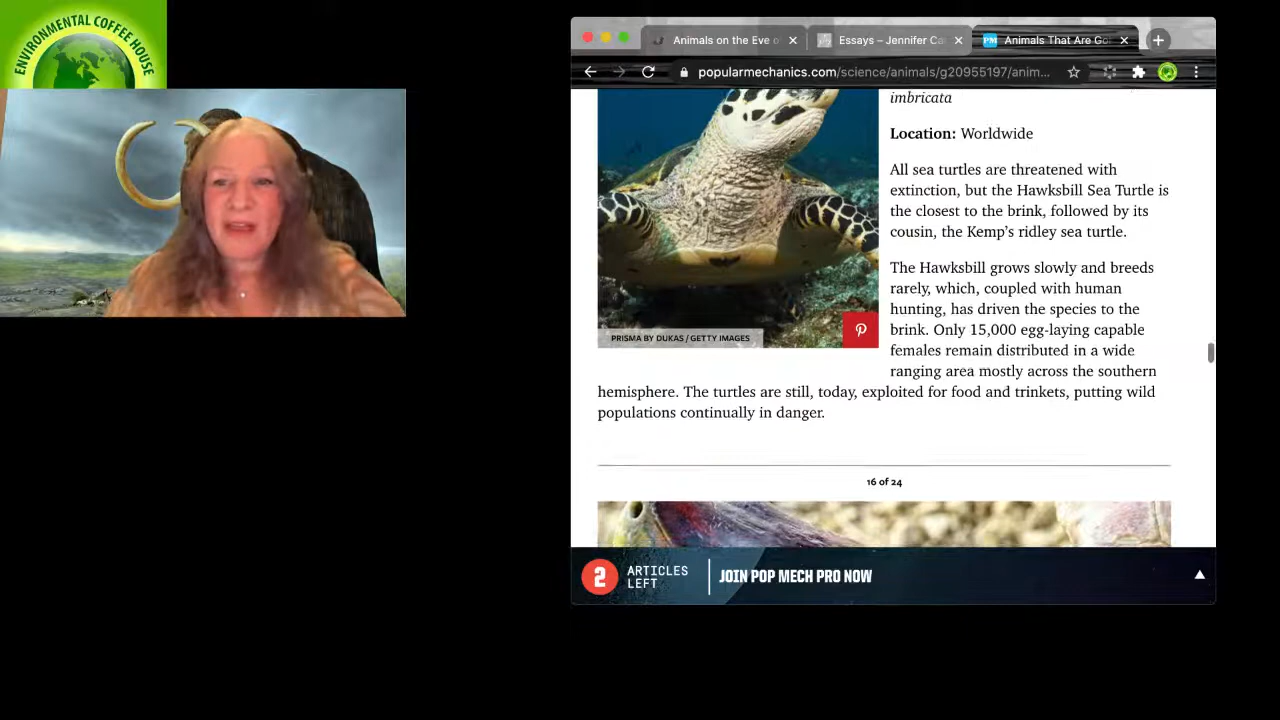 ENVIRONMENTAL COFFEE HOUSE
Animals on the Eve o
Essays – Jennifer Ca
Animals That Are Go
popularmechanics.com/science/animals/g20955197/anim...
imbricata
Location: Worldwide
All sea turtles are threatened with
extinction, but the Hawksbill Sea Turtle is
the closest to the brink, followed by its
cousin, the Kemp's ridley sea turtle.
The Hawksbill grows slowly and breeds
rarely, which, coupled with human
hunting, has driven the species to the
brink. Only 15,000 egg-laying capable
females remain distributed in a wide
ranging area mostly across the southern
hemisphere. The turtles are still, today, exploited for food and trinkets, putting wild
populations continually in danger.
PRISMA BY DUKAS / GETTY IMAGES
16 of 24
2 ARTICLES
LEFT
JOIN POP MECH PRO NOW
PM